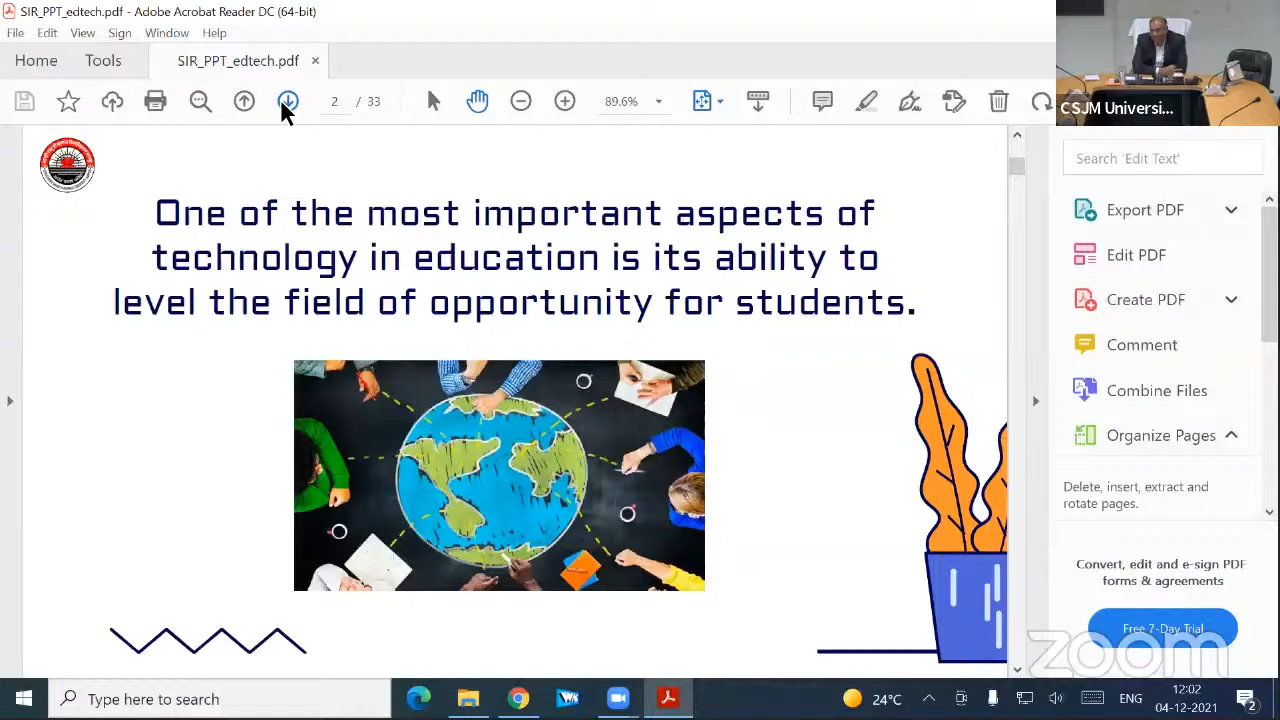 SIR_PPT_edtech.pdf - Adobe Acrobat Reader DC (64-bit)
File Edit View Sign Window Help
Home Tools SIR_PPT_edtech.pdf ×
2 / 33 89.6%
CSJM Universi...
One of the most important aspects of
technology in education is its ability to
level the field of opportunity for students.
Search 'Edit Text'
Export PDF
Edit PDF
Create PDF
Comment
Combine Files
Organize Pages
Delete, insert, extract and
rotate pages.
Convert, edit and e-sign PDF
forms & agreements
Free 7-Day Trial
zoom
Type here to search
24°C
ENG
12:02
04-12-2021
2